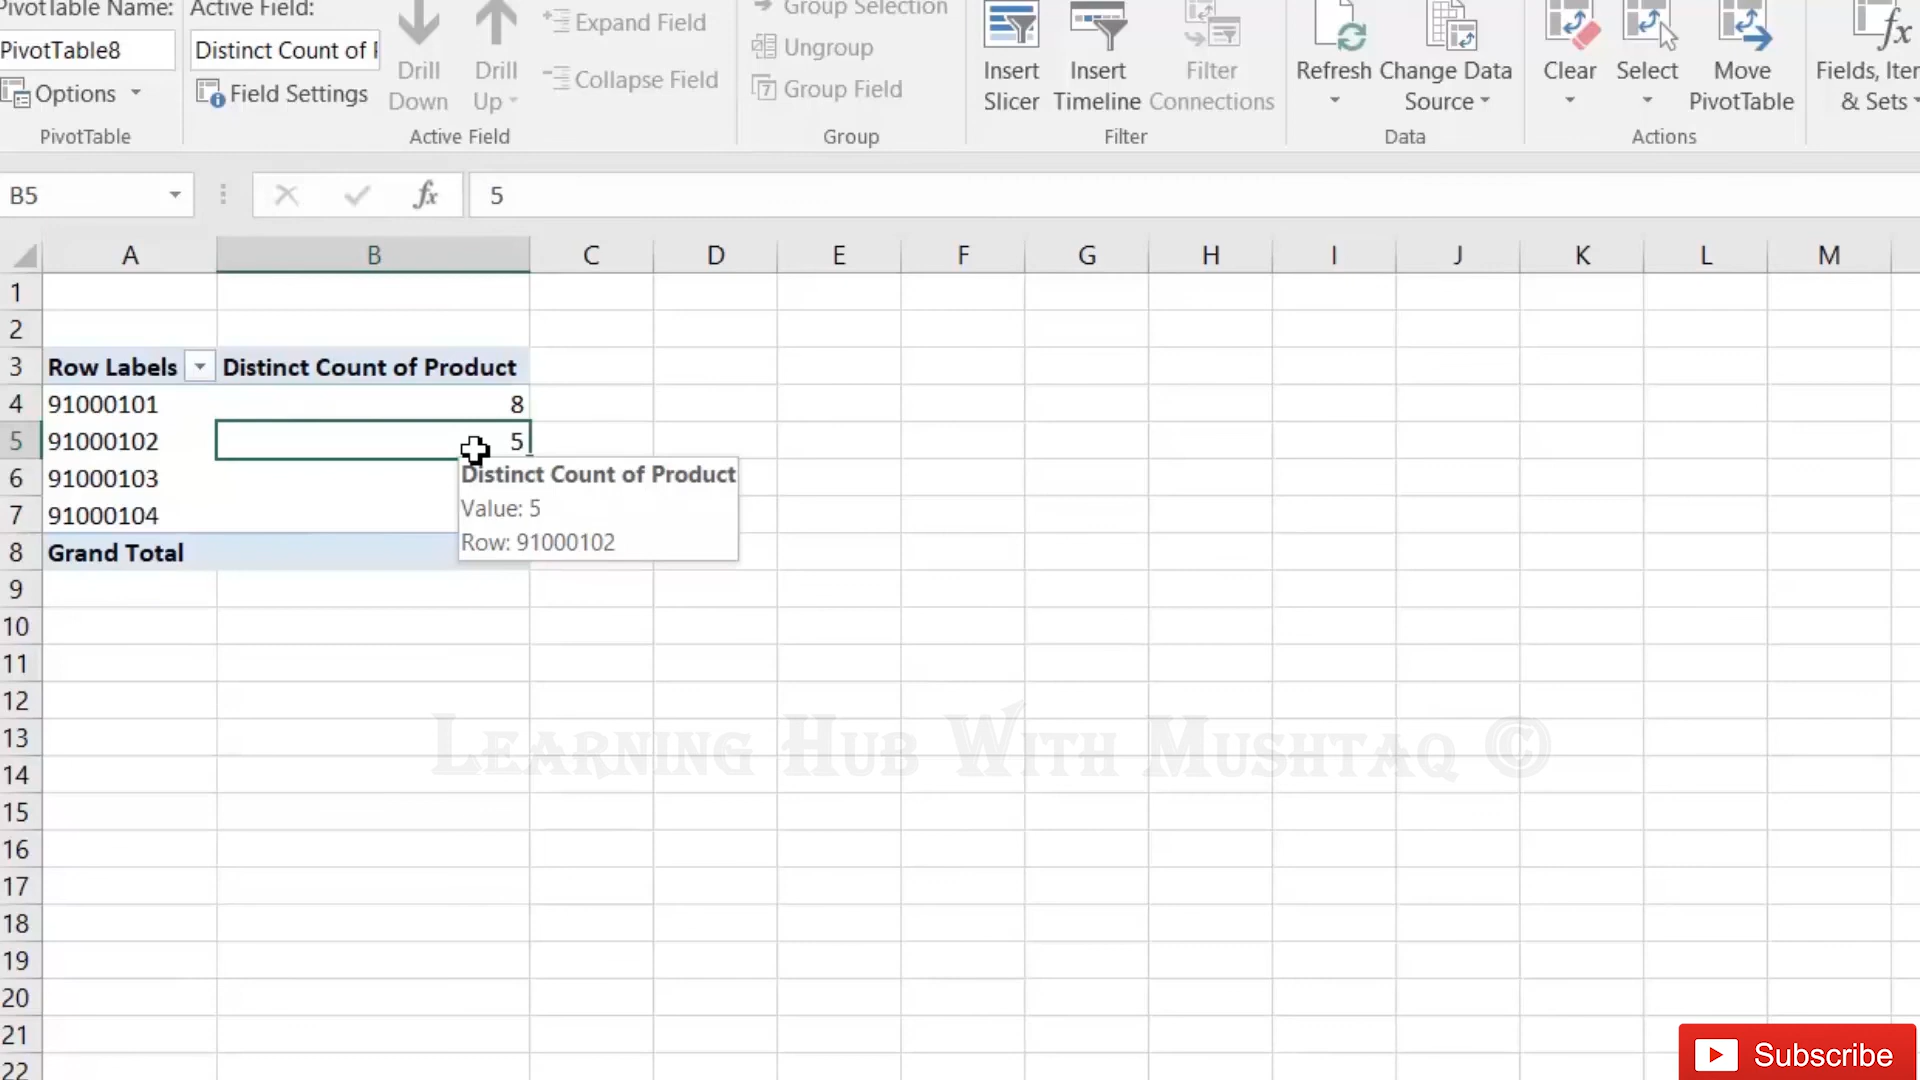 PivotTable Name:
Active Field:
PivotTable8
Distinct Count of
Options
Field Settings
Drill Down
Drill Up
Expand Field
Collapse Field
PivotTable
Active Field
Group Selection
Ungroup
Group Field
Group
Insert Slicer
Insert Timeline
Filter Connections
Filter
Refresh
Change Data Source
Data
Clear
Select
Move PivotTable
Actions
Fields,
& Sets
B5
fx
5
A B C D E F G H I J K L M
1
2
3 Row Labels Distinct Count of Product
4 91000101 8
5 91000102 5
6 91000103
7 91000104
8 Grand Total
Distinct Count of Product
Value: 5
Row: 91000102
9
10
11
12
13
14
15
16
17
18
19
20
21
22
Learning Hub With Mushtaq ©
Subscribe